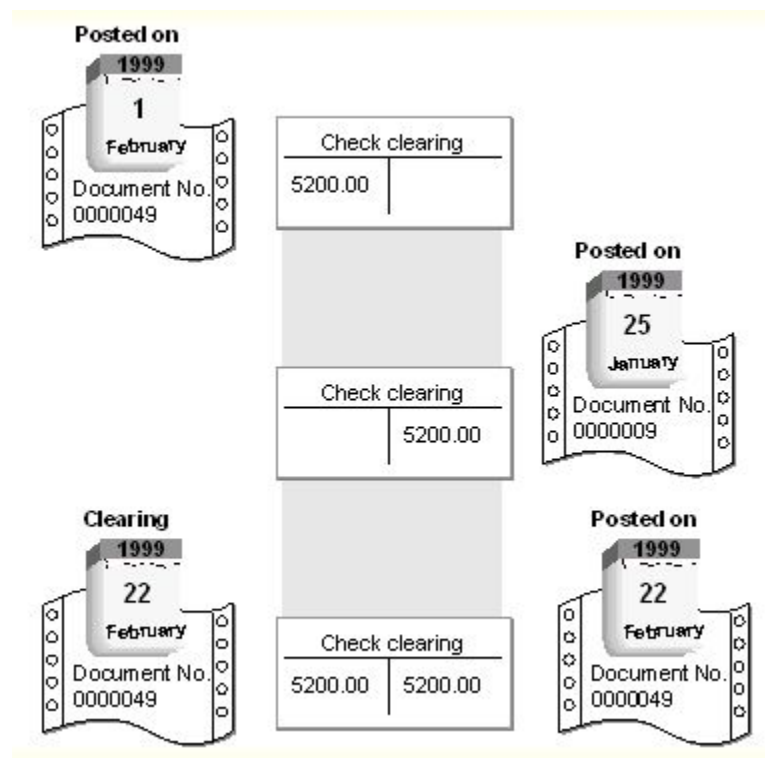 Posted on
1999
1
February
Document No.
0000049
Check clearing
5200.00
Posted on
1999
25
January
Document No.
0000009
Check clearing
5200.00
Clearing
1999
22
February
Document No.
0000049
Check clearing
5200.00 5200.00
Posted on
1999
22
February
Document No.
0000049